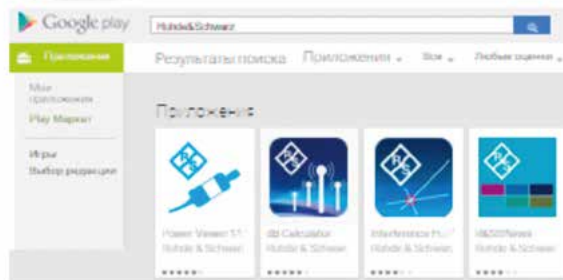 Google play
Rohde&Schwarz
Приложения
Результаты поиска Приложения Все Любые оценки
Мои приложения
Play Маркет
Игры
Выбор редакции
Приложения
R S
R S
R S
R S
Power Viewer
dB Calculator
Interference
Rohde & Schwarz
Rohde & Schwarz
Rohde & Schwarz
Rohde & Schwarz